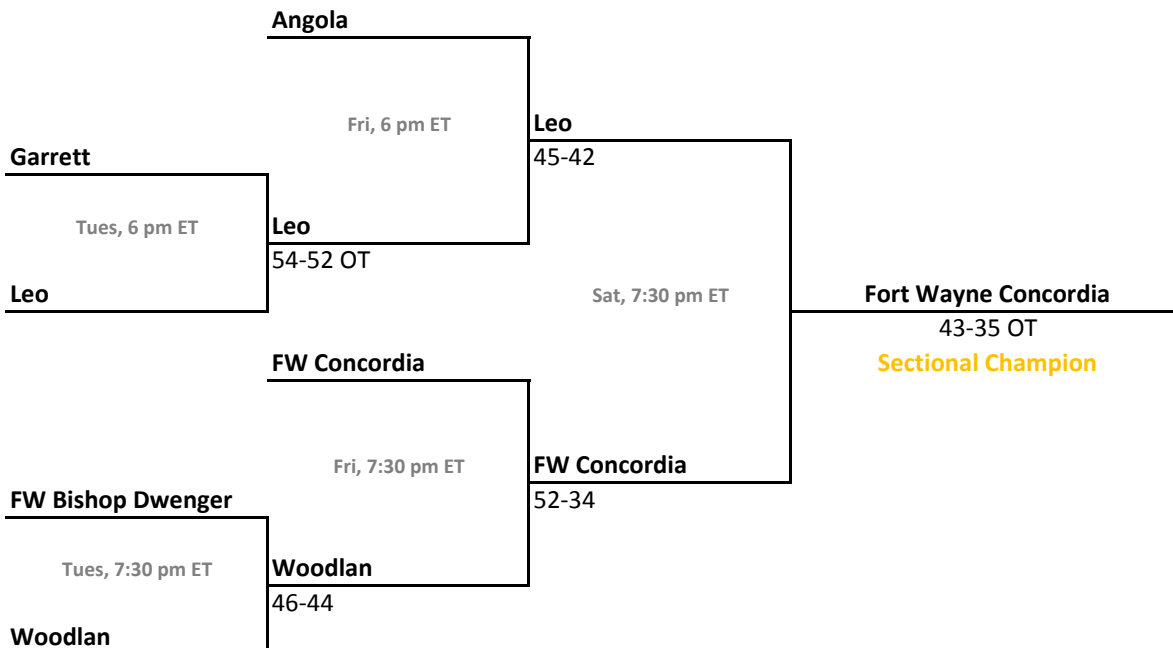 Angola
Fri, 6 pm ET
Leo
45-42
Garrett
Tues, 6 pm ET
Leo
54-52 OT
Leo
Sat, 7:30 pm ET
Fort Wayne Concordia
43-35 OT
Sectional Champion
FW Concordia
Fri, 7:30 pm ET
FW Concordia
52-34
FW Bishop Dwenger
Tues, 7:30 pm ET
Woodlan
46-44
Woodlan